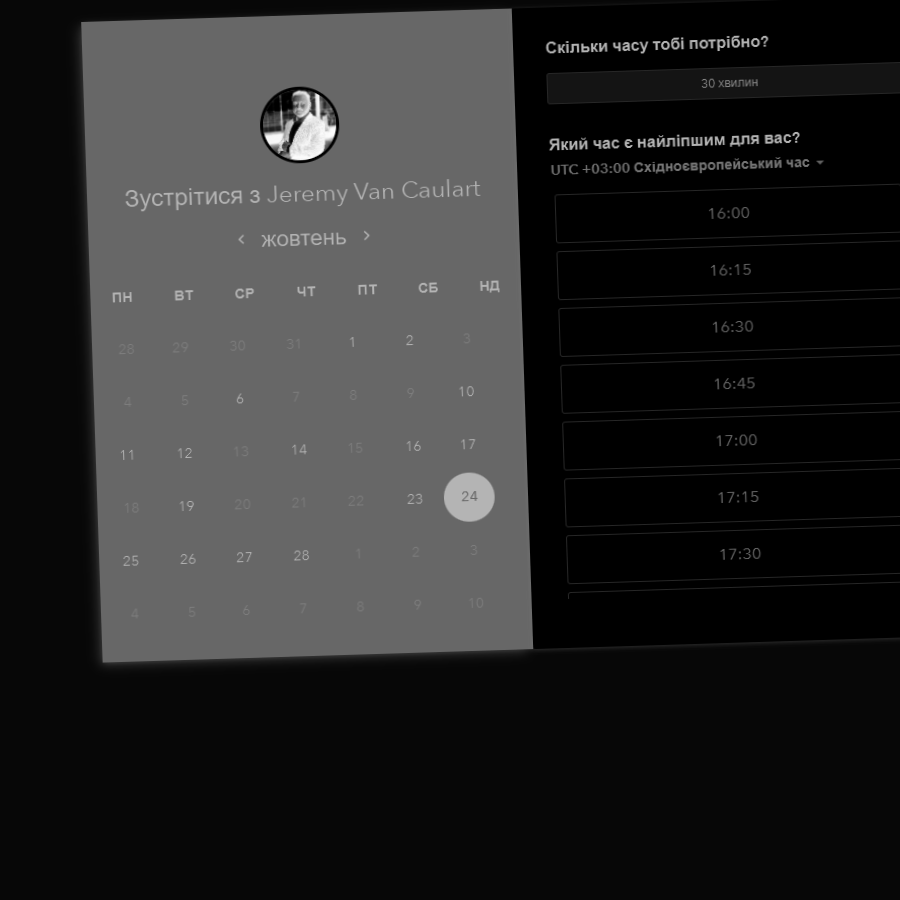 Зустрітися з Jeremy Van Caulart
‹ жовтень ›
ПН ВТ СР ЧТ ПТ СБ НД
28 29 30 31 1 2 3
4 5 6 7 8 9 10
11 12 13 14 15 16 17
18 19 20 21 22 23 24
25 26 27 28 1 2 3
4 5 6 7 8 9 10
Скільки часу тобі потрібно?
30 хвилин
Який час є найліпшим для вас?
UTC +03:00 Східноєвропейський час
16:00
16:15
16:30
16:45
17:00
17:15
17:30